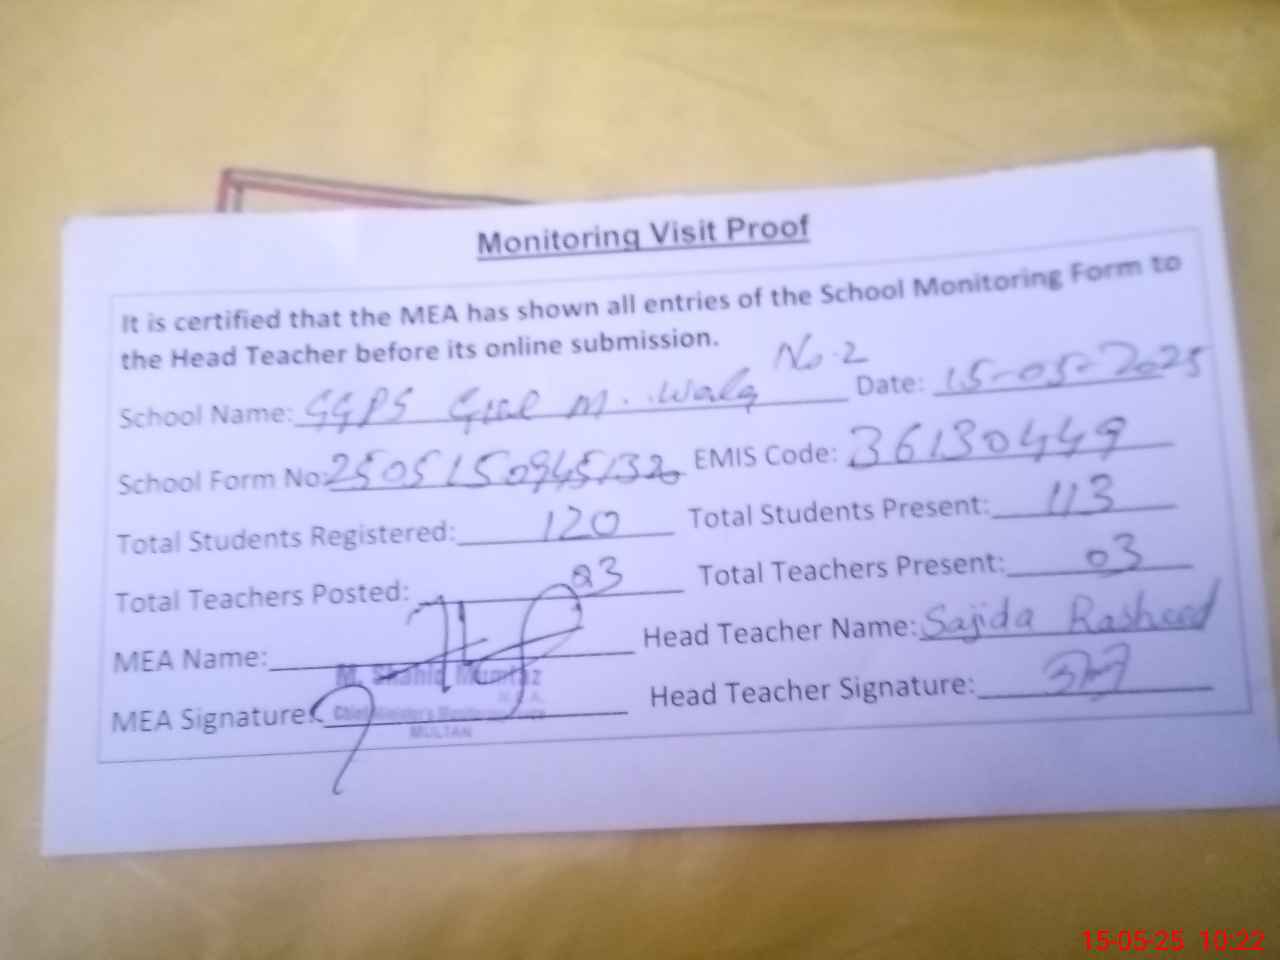 Monitoring Visit Proof
It is certified that the MEA has shown all entries of the School Monitoring Form to
the Head Teacher before its online submission.
School Name: GGPS M. Wala No.2 Date: 15-05-2025
School Form No: 250515094513 EMIS Code: 36130449
Total Students Registered: 120 Total Students Present: 113
Total Teachers Posted: 03 Total Teachers Present: 03
MEA Name: Head Teacher Name: Sajida Rasheed
M. Shahid Mumtaz
MEA Signature: Head Teacher Signature:
M.E.A.
Chief Minister's
MULTAN
15-05-25 10:22